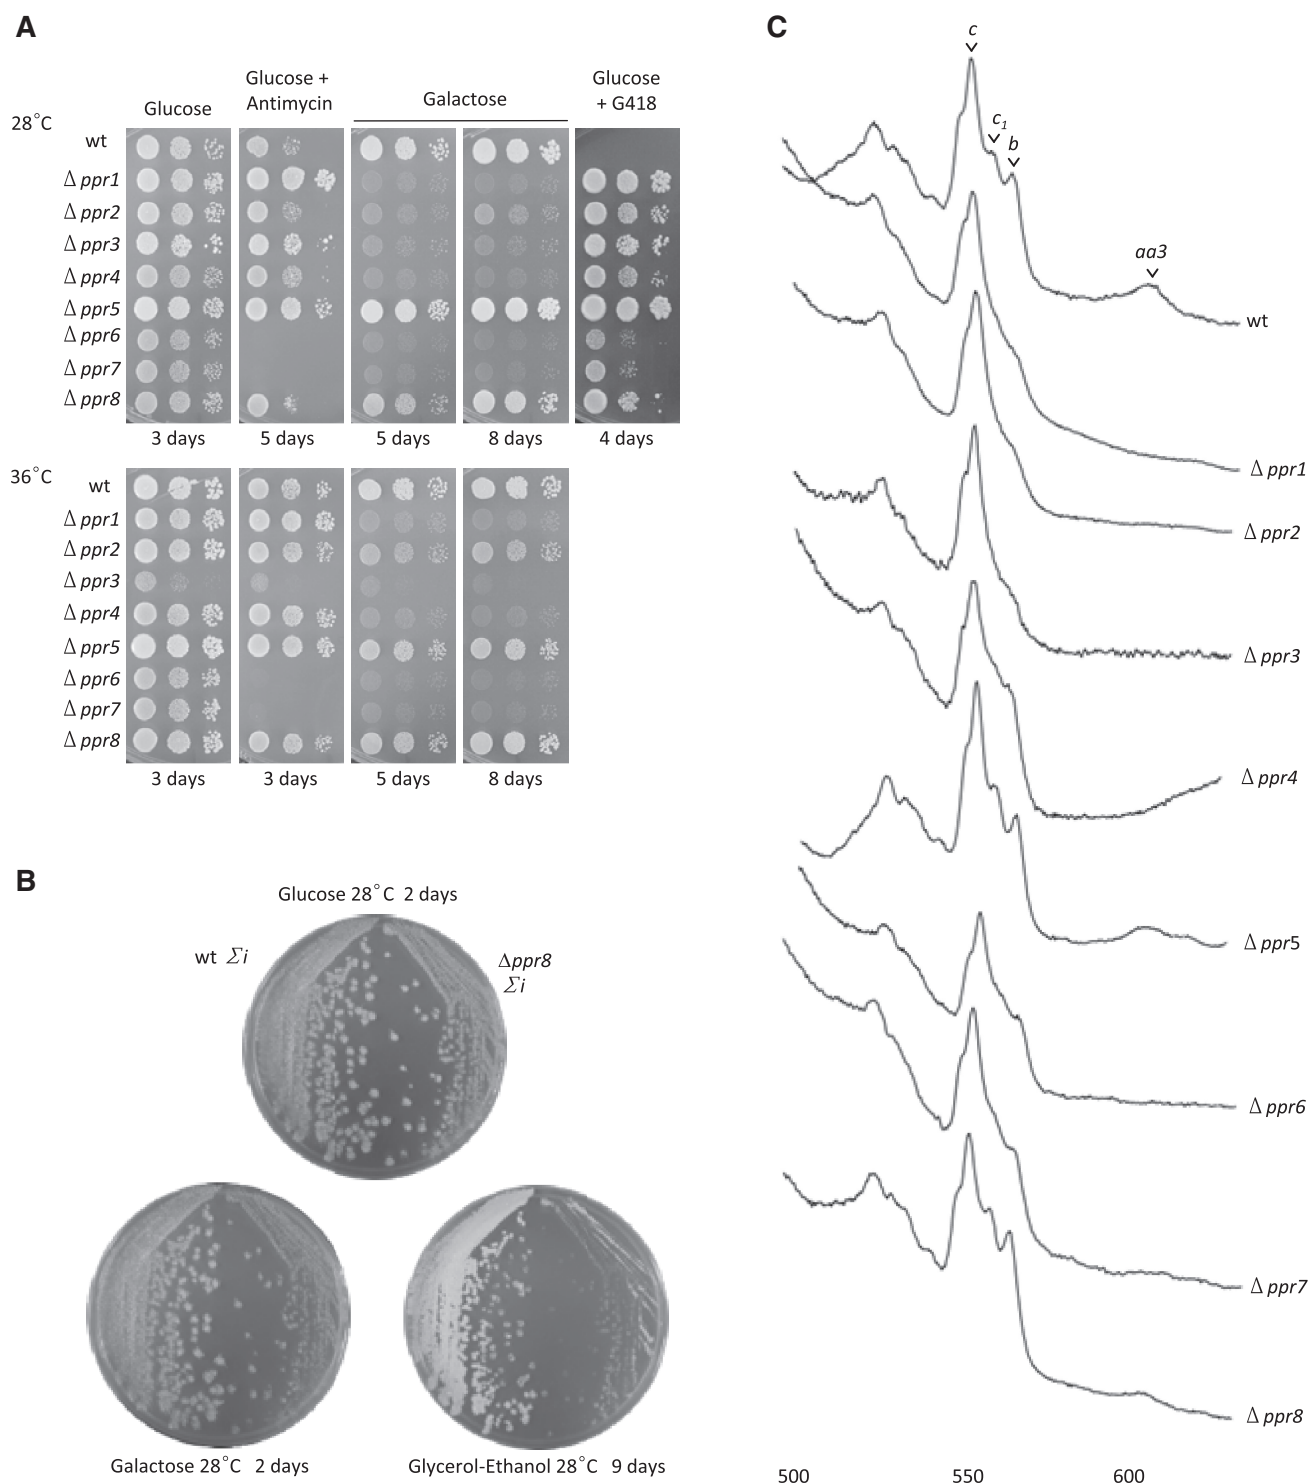 A
Glucose
Glucose +
Antimycin
Galactose
Glucose
+ G418
28°C
wt
Δ ppr1
Δ ppr2
Δ ppr3
Δ ppr4
Δ ppr5
Δ ppr6
Δ ppr7
Δ ppr8
3 days
5 days
5 days
8 days
4 days
36°C
wt
Δ ppr1
Δ ppr2
Δ ppr3
Δ ppr4
Δ ppr5
Δ ppr6
Δ ppr7
Δ ppr8
3 days
3 days
5 days
8 days
B
Glucose 28°C 2 days
wt Σi
Δppr8
Σi
Galactose 28°C 2 days
Glycerol-Ethanol 28°C 9 days
C
c
c1
b
aa3
wt
Δ ppr1
Δ ppr2
Δ ppr3
Δ ppr4
Δ ppr5
Δ ppr6
Δ ppr7
Δ ppr8
500 550 600